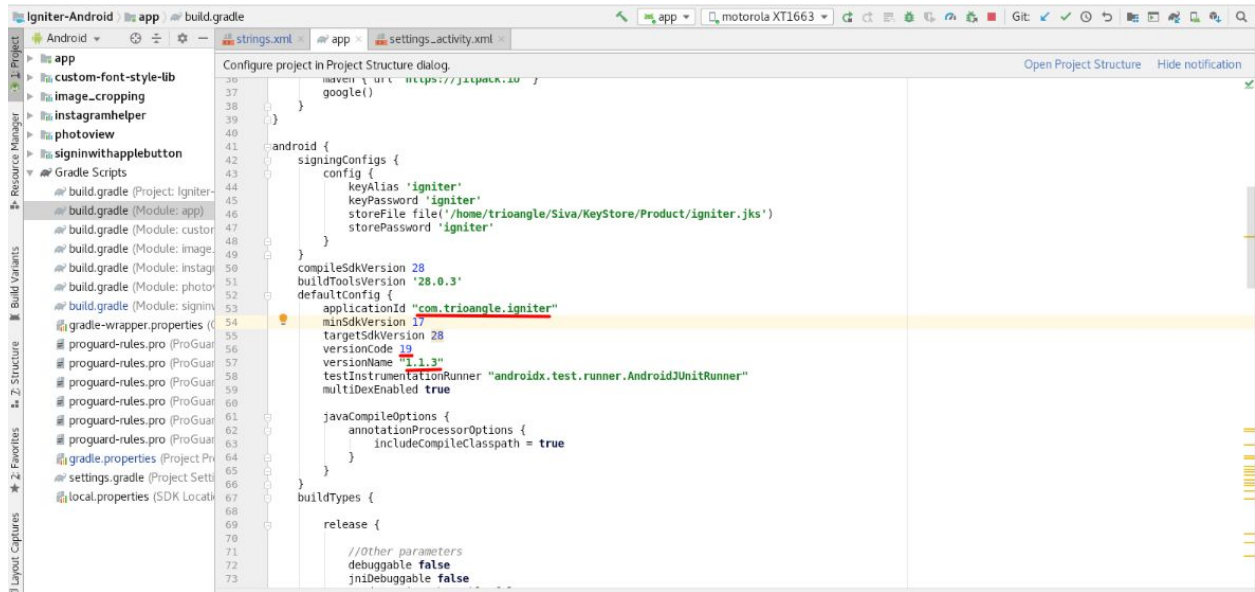 Igniter-Android app build.gradle
app motorola XT1663 Git:
Android
strings.xml app settings_activity.xml
1: Project
Resource Manager
Build Variants
Z: Structure
2: Favorites
Layout Captures
app
custom-font-style-lib
image_cropping
instagramhelper
photoview
signinwithapplebutton
Gradle Scripts
build.gradle (Project: Igniter-
build.gradle (Module: app)
build.gradle (Module: custor
build.gradle (Module: image.
build.gradle (Module: instag
build.gradle (Module: photo
build.gradle (Module: signin
gradle-wrapper.properties (
proguard-rules.pro (ProGuar
proguard-rules.pro (ProGuar
proguard-rules.pro (ProGuar
proguard-rules.pro (ProGuar
proguard-rules.pro (ProGuar
proguard-rules.pro (ProGuar
gradle.properties (Project Pr
settings.gradle (Project Setti
local.properties (SDK Locati
Configure project in Project Structure dialog. Open Project Structure Hide notification
36 maven { url 'https://jitpack.io' }
37 google()
38 }
39 }
40
41 android {
42 signingConfigs {
43 config {
44 keyAlias 'igniter'
45 keyPassword 'igniter'
46 storeFile file('/home/trioangle/Siva/KeyStore/Product/igniter.jks')
47 storePassword 'igniter'
48 }
49 }
50 compileSdkVersion 28
51 buildToolsVersion '28.0.3'
52 defaultConfig {
53 applicationId "com.trioangle.igniter"
54 minSdkVersion 17
55 targetSdkVersion 28
56 versionCode 19
57 versionName "1.1.3"
58 testInstrumentationRunner "androidx.test.runner.AndroidJUnitRunner"
59 multiDexEnabled true
60
61 javaCompileOptions {
62 annotationProcessorOptions {
63 includeCompileClasspath = true
64 }
65 }
66 }
67 buildTypes {
68
69 release {
70
71 //Other parameters
72 debuggable false
73 jniDebuggable false